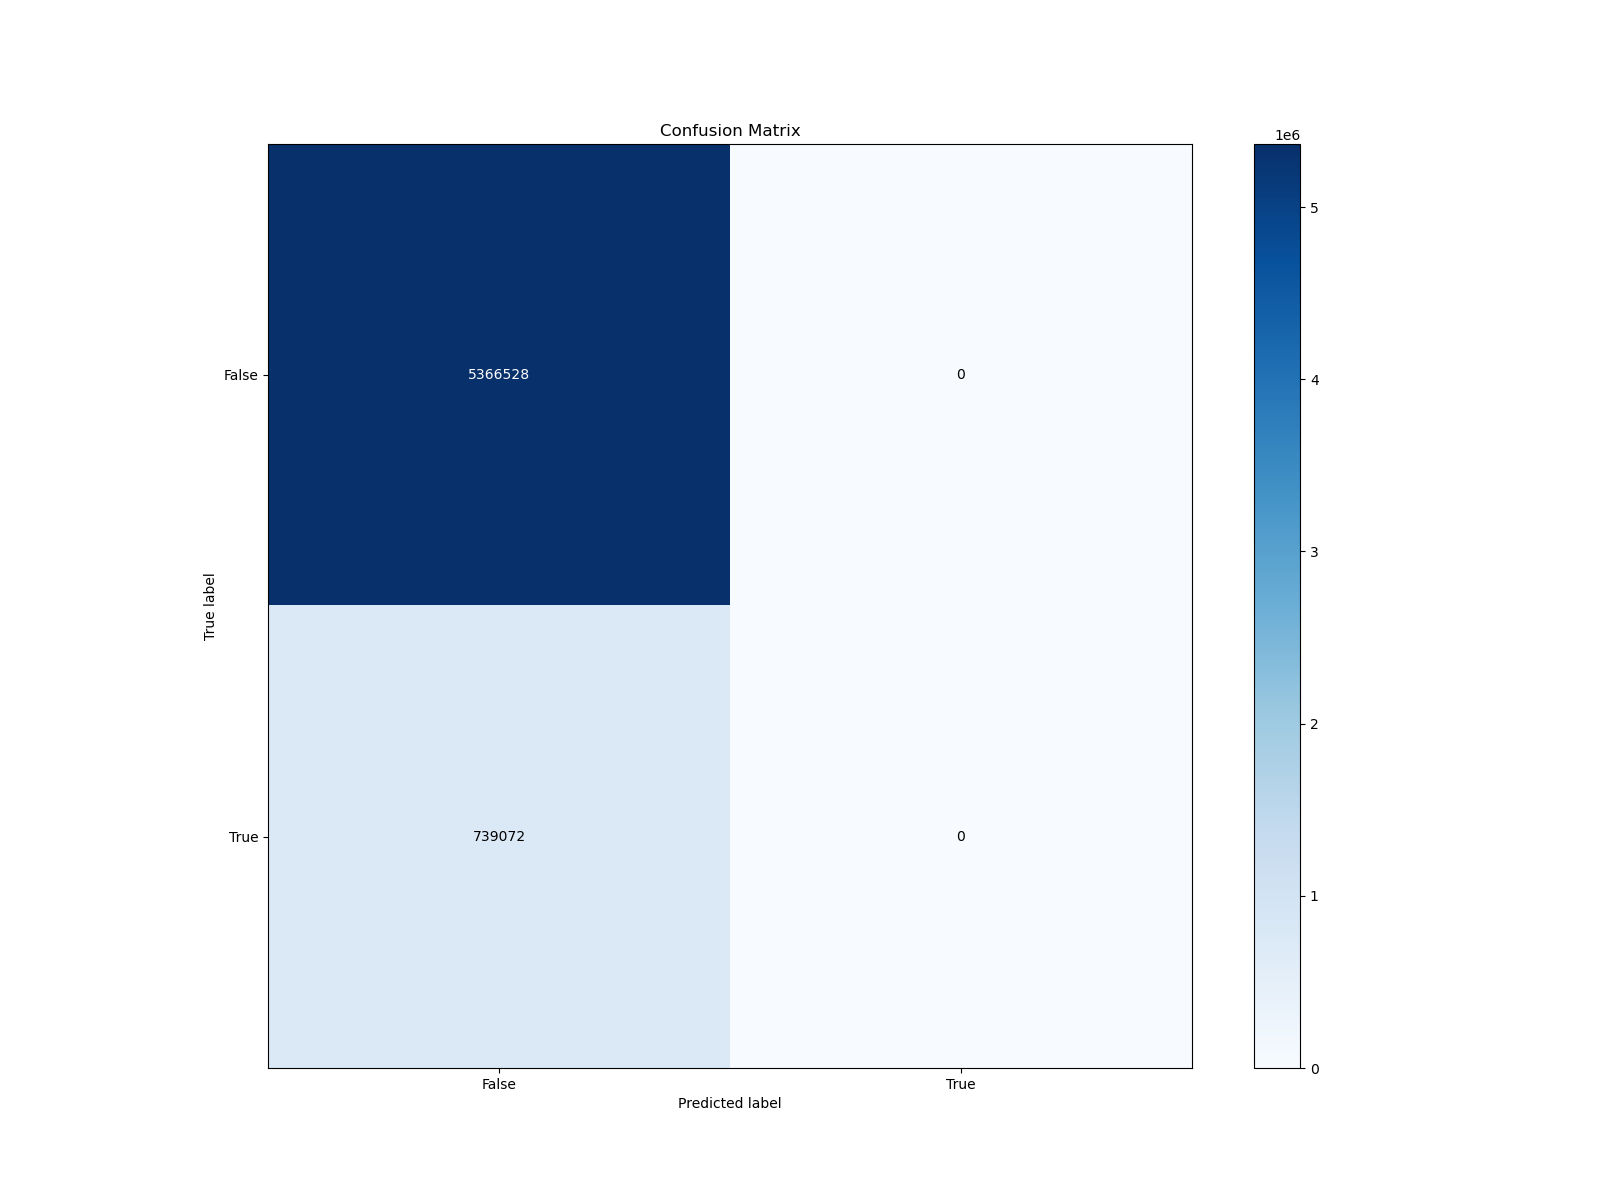 Confusion Matrix
1e6
5
4
3
2
1
0
True label
False
True
5366528
0
739072
0
False
True
Predicted label